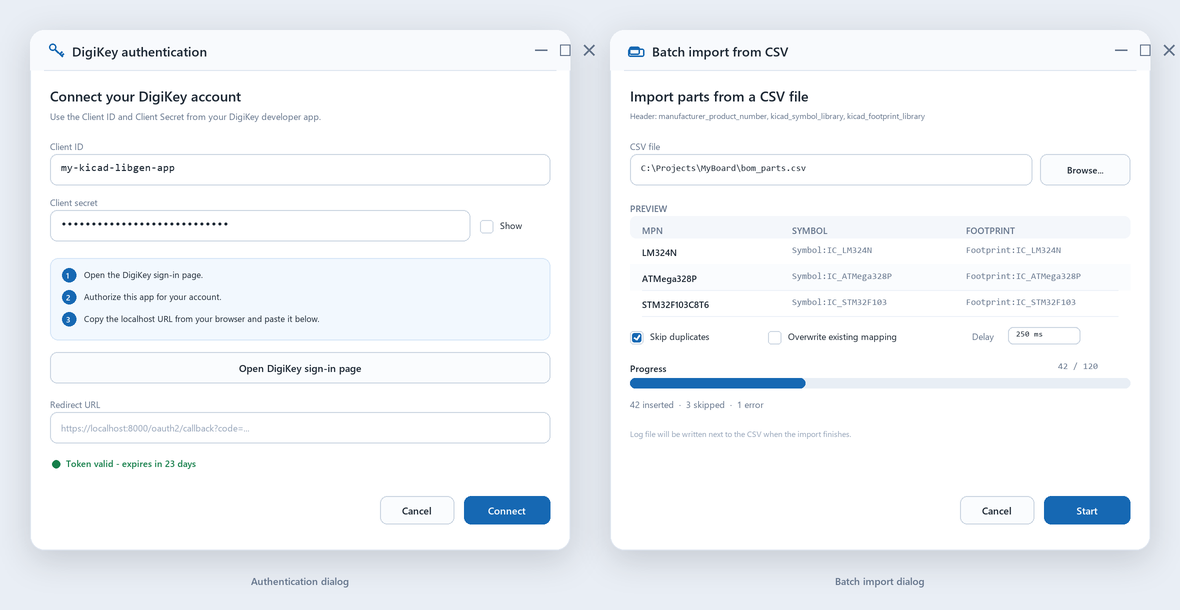 DigiKey authentication
Connect your DigiKey account
Use the Client ID and Client Secret from your DigiKey developer app.
Client ID
my-kicad-libgen-app
Client secret
••••••••••••••••••••••••••••
Show
1 Open the DigiKey sign-in page.
2 Authorize this app for your account.
3 Copy the localhost URL from your browser and paste it below.
Open DigiKey sign-in page
Redirect URL
https://localhost:8000/oauth2/callback?code=...
Token valid - expires in 23 days
Cancel
Connect
Authentication dialog
Batch import from CSV
Import parts from a CSV file
Header: manufacturer_product_number, kicad_symbol_library, kicad_footprint_library
CSV file
C:\Projects\MyBoard\bom_parts.csv
Browse...
PREVIEW
MPN SYMBOL FOOTPRINT
LM324N Symbol:IC_LM324N Footprint:IC_LM324N
ATMega328P Symbol:IC_ATMega328P Footprint:IC_ATMega328P
STM32F103C8T6 Symbol:IC_STM32F103 Footprint:IC_STM32F103
Skip duplicates Overwrite existing mapping Delay 250 ms
Progress 42 / 120
42 inserted · 3 skipped · 1 error
Log file will be written next to the CSV when the import finishes.
Cancel
Start
Batch import dialog